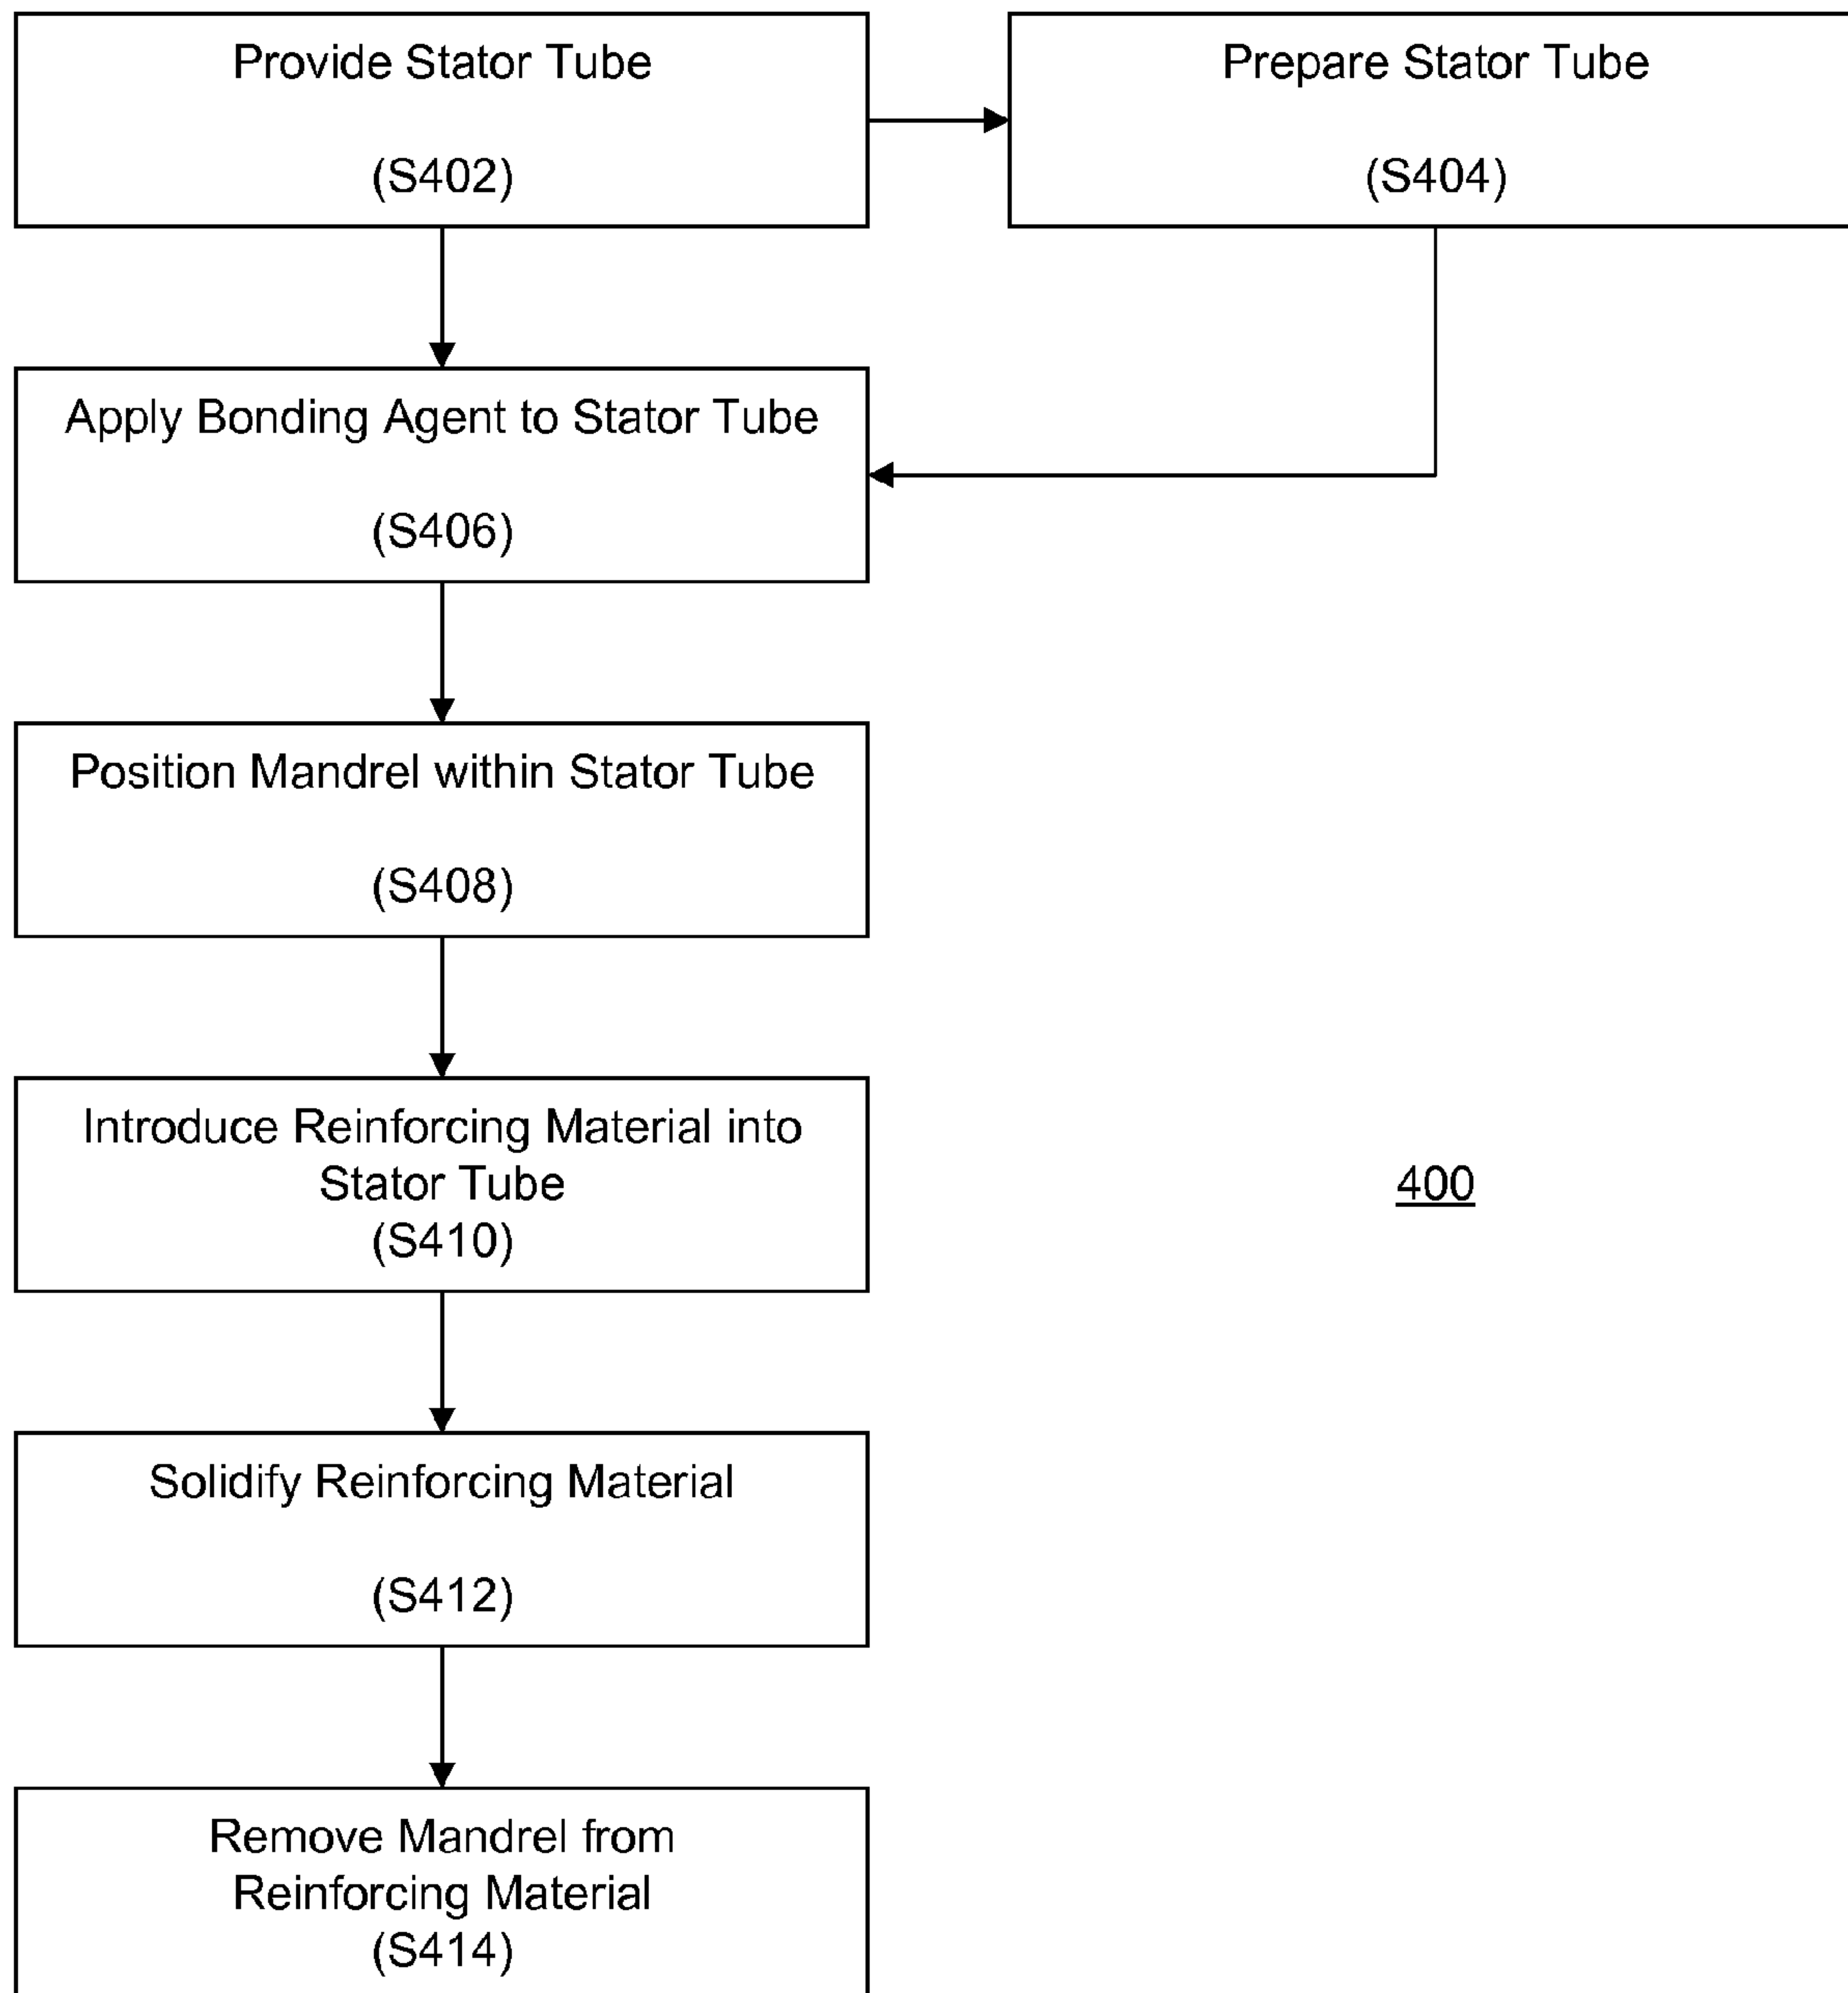 Provide Stator Tube
(S402)
Prepare Stator Tube
(S404)
Apply Bonding Agent to Stator Tube
(S406)
Position Mandrel within Stator Tube
(S408)
Introduce Reinforcing Material into
Stator Tube
(S410)
400
Solidify Reinforcing Material
(S412)
Remove Mandrel from
Reinforcing Material
(S414)